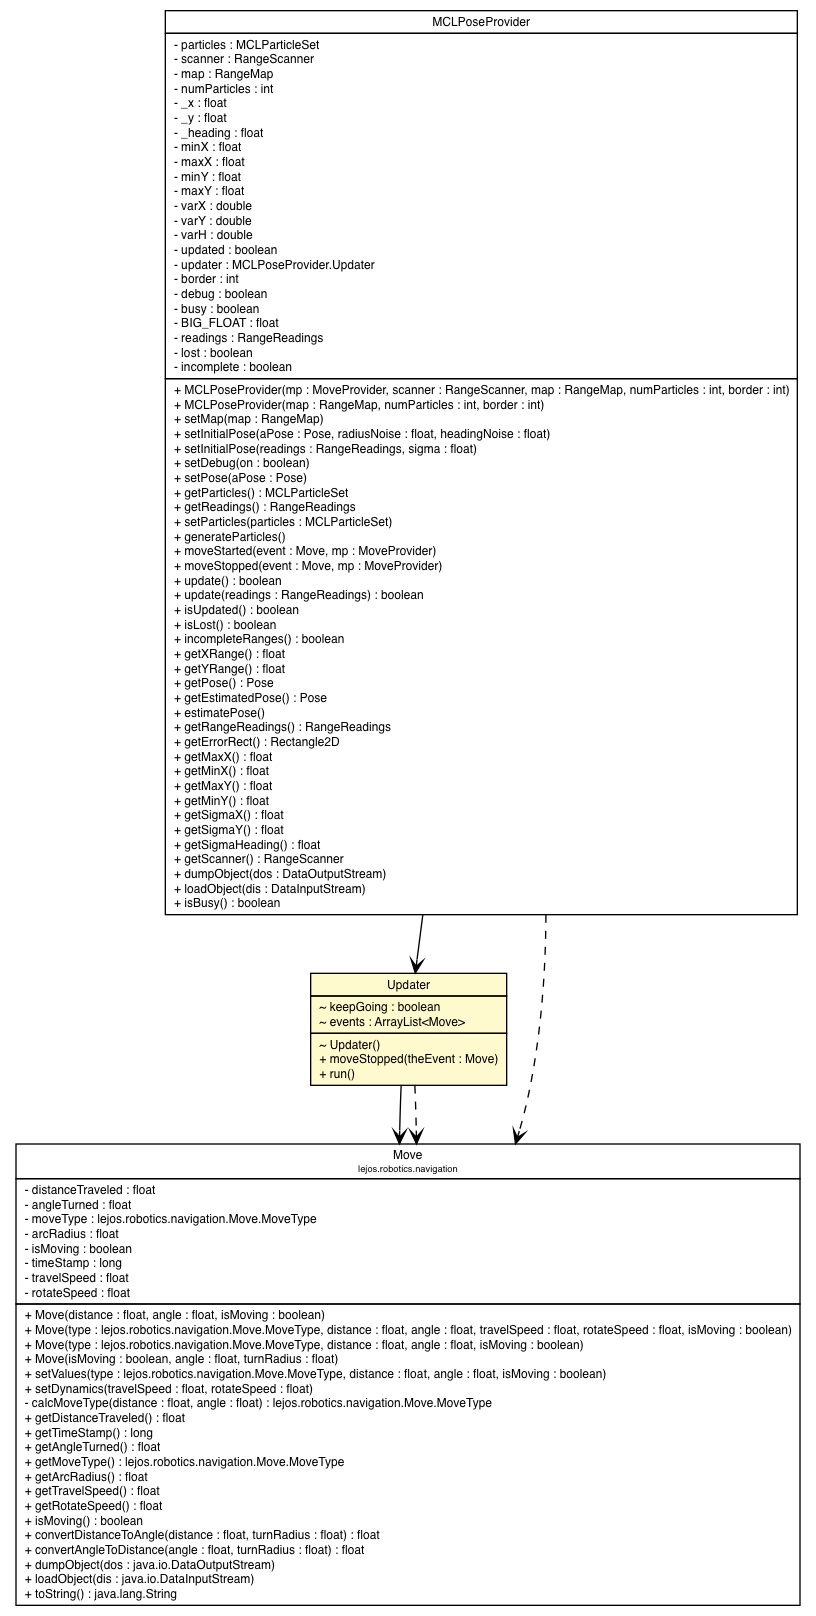 MCLPoseProvider
- particles : MCLParticleSet
- scanner : RangeScanner
- map : RangeMap
- numParticles : int
- _x : float
- _y : float
- _heading : float
- minX : float
- maxX : float
- minY : float
- maxY : float
- varX : double
- varY : double
- varH : double
- updated : boolean
- updater : MCLPoseProvider.Updater
- border : int
- debug : boolean
- busy : boolean
- BIG_FLOAT : float
- readings : RangeReadings
- lost : boolean
- incomplete : boolean
+ MCLPoseProvider(mp : MoveProvider, scanner : RangeScanner, map : RangeMap, numParticles : int, border : int)
+ MCLPoseProvider(map : RangeMap, numParticles : int, border : int)
+ setMap(map : RangeMap)
+ setInitialPose(aPose : Pose, radiusNoise : float, headingNoise : float)
+ setInitialPose(readings : RangeReadings, sigma : float)
+ setDebug(on : boolean)
+ setPose(aPose : Pose)
+ getParticles() : MCLParticleSet
+ getReadings() : RangeReadings
+ setParticles(particles : MCLParticleSet)
+ generateParticles()
+ moveStarted(event : Move, mp : MoveProvider)
+ moveStopped(event : Move, mp : MoveProvider)
+ update() : boolean
+ update(readings : RangeReadings) : boolean
+ isUpdated() : boolean
+ isLost() : boolean
+ incompleteRanges() : boolean
+ getXRange() : float
+ getYRange() : float
+ getPose() : Pose
+ getEstimatedPose() : Pose
+ estimatePose()
+ getRangeReadings() : RangeReadings
+ getErrorRect() : Rectangle2D
+ getMaxX() : float
+ getMinX() : float
+ getMaxY() : float
+ getMinY() : float
+ getSigmaX() : float
+ getSigmaY() : float
+ getSigmaHeading() : float
+ getScanner() : RangeScanner
+ dumpObject(dos : DataOutputStream)
+ loadObject(dis : DataInputStream)
+ isBusy() : boolean
Updater
~ keepGoing : boolean
~ events : ArrayList<Move>
~ Updater()
+ moveStopped(theEvent : Move)
+ run()
Move
lejos.robotics.navigation
- distanceTraveled : float
- angleTurned : float
- moveType : lejos.robotics.navigation.Move.MoveType
- arcRadius : float
- isMoving : boolean
- timeStamp : long
- travelSpeed : float
- rotateSpeed : float
+ Move(distance : float, angle : float, isMoving : boolean)
+ Move(type : lejos.robotics.navigation.Move.MoveType, distance : float, angle : float, travelSpeed : float, rotateSpeed : float, isMoving : boolean)
+ Move(type : lejos.robotics.navigation.Move.MoveType, distance : float, angle : float, isMoving : boolean)
+ Move(isMoving : boolean, angle : float, turnRadius : float)
+ setValues(type : lejos.robotics.navigation.Move.MoveType, distance : float, angle : float, isMoving : boolean)
+ setDynamics(travelSpeed : float, rotateSpeed : float)
- calcMoveType(distance : float, angle : float) : lejos.robotics.navigation.Move.MoveType
+ getDistanceTraveled() : float
+ getTimeStamp() : long
+ getAngleTurned() : float
+ getMoveType() : lejos.robotics.navigation.Move.MoveType
+ getArcRadius() : float
+ getTravelSpeed() : float
+ getRotateSpeed() : float
+ isMoving() : boolean
+ convertDistanceToAngle(distance : float, turnRadius : float) : float
+ convertAngleToDistance(angle : float, turnRadius : float) : float
+ dumpObject(dos : java.io.DataOutputStream)
+ loadObject(dis : java.io.DataInputStream)
+ toString() : java.lang.String